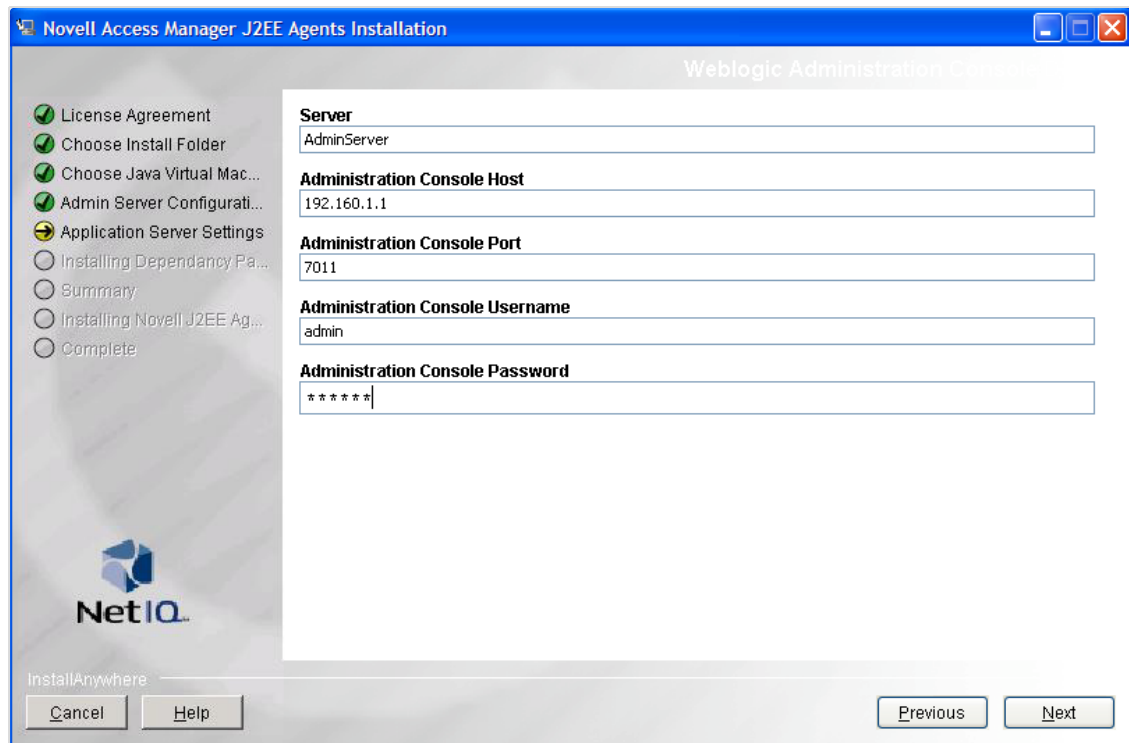 Novell Access Manager J2EE Agents Installation
Weblogic Administration
License Agreement
Choose Install Folder
Choose Java Virtual Mac...
Admin Server Configurati...
Application Server Settings
Installing Dependancy Pa...
Summary
Installing Novell J2EE Ag...
Complete
Server
AdminServer
Administration Console Host
192.160.1.1
Administration Console Port
7011
Administration Console Username
admin
Administration Console Password
******
NetIQ
InstallAnywhere
Cancel
Help
Previous
Next